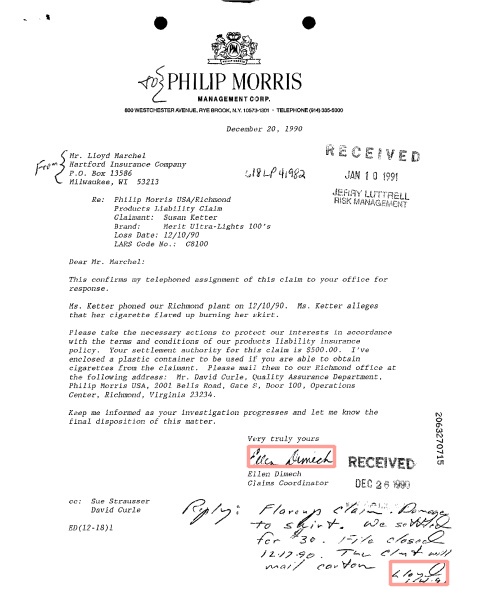 to PHILIP MORRIS
MANAGEMENT CORP.
800 WESTCHESTER AVENUE, RYE BROOK, N.Y. 10573-1301 • TELEPHONE (914) 335-5000
December 20, 1990
From
Mr. Lloyd Marchel
Hartford Insurance Company
P.O. Box 13586
Milwaukee, WI 53213
618LP41982
RECEIVED
JAN 10 1991
JERRY LUTTRELL
RISK MANAGEMENT
Re: Philip Morris USA/Richmond
Products Liability Claim
Claimant: Susan Ketter
Brand: Merit Ultra-Lights 100's
Loss Date: 12/10/90
LARS Code No.: C8100
Dear Mr. Marchel:
This confirms my telephoned assignment of this claim to your office for
response.
Ms. Ketter phoned our Richmond plant on 12/10/90. Ms. Ketter alleges
that her cigarette flared up burning her skirt.
Please take the necessary actions to protect our interests in accordance
with the terms and conditions of our products liability insurance
policy. Your settlement authority for this claim is $500.00. I've
enclosed a plastic container to be used if you are able to obtain
cigarettes from the claimant. Please mail them to our Richmond office at
the following address: Mr. David Curle, Quality Assurance Department,
Philip Morris USA, 2001 Bells Road, Gate S, Door 100, Operations
Center, Richmond, Virginia 23234.
Keep me informed as your investigation progresses and let me know the
final disposition of this matter.
Very truly yours
Ellen Dimech
Ellen Dimech
Claims Coordinator
RECEIVED
DEC 26 1990
2063270715
cc: Sue Strausser
David Curle
ED(12-18)1
Reply: Flareup claim. Damage
to skirt. We settled
for $30. File closed
12.17.90. The clmt will
mail carton
Lloyd